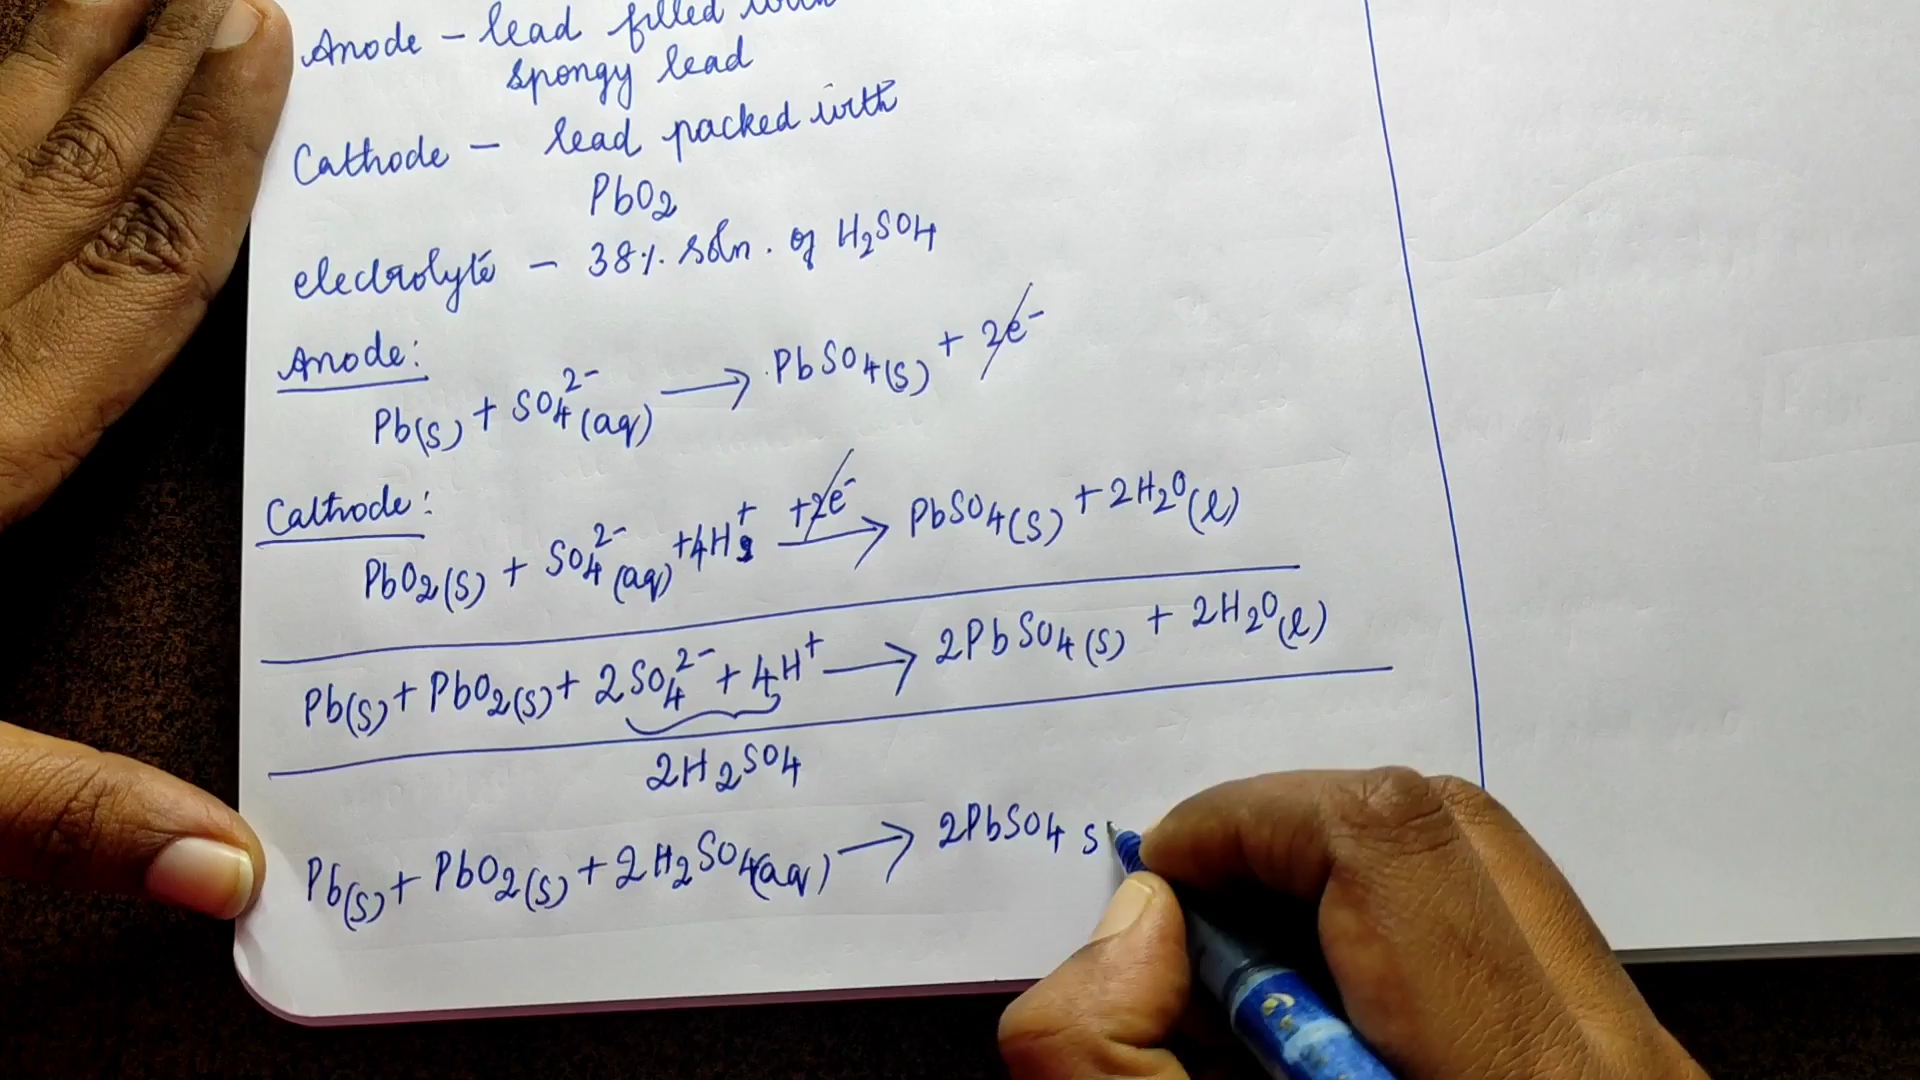 Anode - lead filled with
spongy lead
Cathode - lead packed with
PbO2
electrolyte - 38% soln. of H2SO4
Anode:
Pb(s) + SO4^2-(aq) → PbSO4(s) + 2e^-
Cathode:
PbO2(s) + SO4^2-(aq) + 4H^+ +2e^- → PbSO4(s) + 2H2O(l)
Pb(s) + PbO2(s) + 2SO4^2- + 4H^+ → 2PbSO4(s) + 2H2O(l)
2H2SO4
Pb(s) + PbO2(s) + 2H2SO4(aq) → 2PbSO4 s